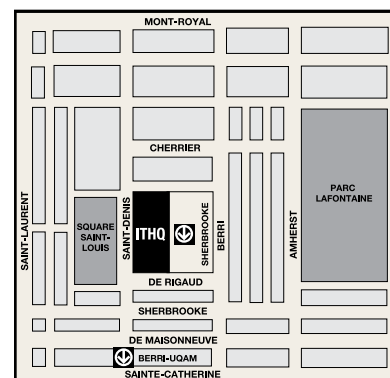 MONT-ROYAL
CHERRIER
SAINT-LAURENT
SQUARE
SAINT-
LOUIS
SAINT-DENIS
ITHQ
SHERBROOKE
BERRI
AMHERST
PARC
LAFONTAINE
DE RIGAUD
SHERBROOKE
DE MAISONNEUVE
BERRI-UQAM
SAINTE-CATHERINE